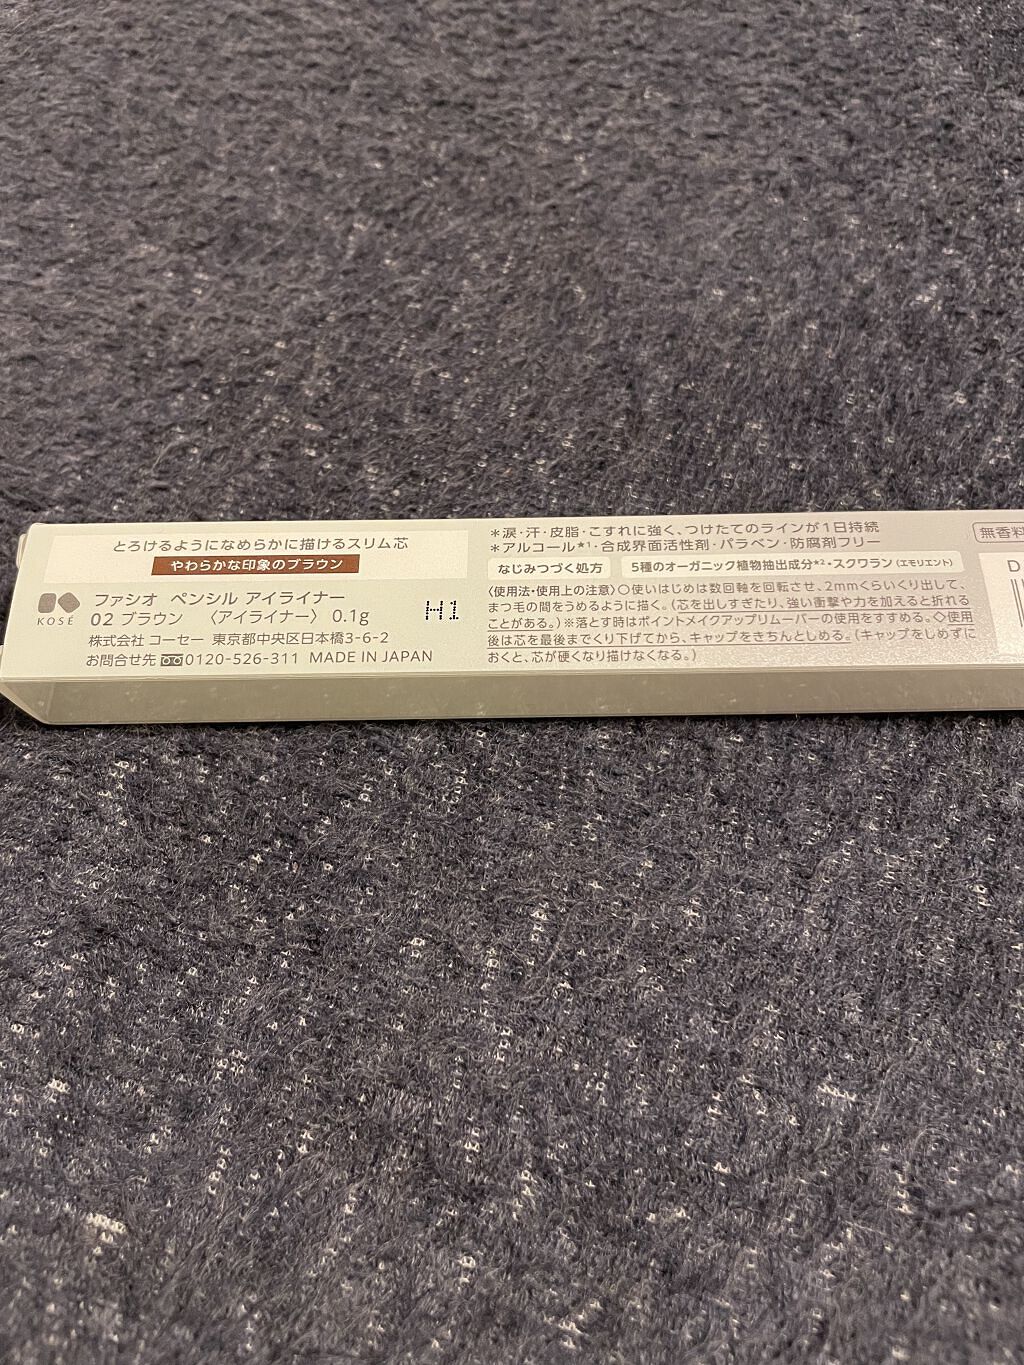 とろけるようになめらかに描けるスリム芯
やわらかな印象のブラウン
KOSÉ
ファシオ ペンシル アイライナー
02 ブラウン 〈アイライナー〉 0.1g
H1
株式会社 コーセー 東京都中央区日本橋3-6-2
お問合せ先 0120-526-311 MADE IN JAPAN
＊涙・汗・皮脂・こすれに強く、つけたてのラインが1日持続
＊アルコール★1・合成界面活性剤・パラベン・防腐剤フリー
なじみつづく処方 5種のオーガニック植物抽出成分★2・スクワラン（エモリエント）
〈使用法・使用上の注意〉○使いはじめは数回軸を回転させ、2mmくらいくり出して、
まつ毛の間をうめるように描く。（芯を出しすぎたり、強い衝撃や力を加えると折れる
ことがある。）※落とす時はポイントメイクアップリムーバーの使用をすすめる。◇使用
後は芯を最後までくり下げてから、キャップをきちんとしめる。（キャップをしめずに
おくと、芯が硬くなり描けなくなる。）
無香料
D